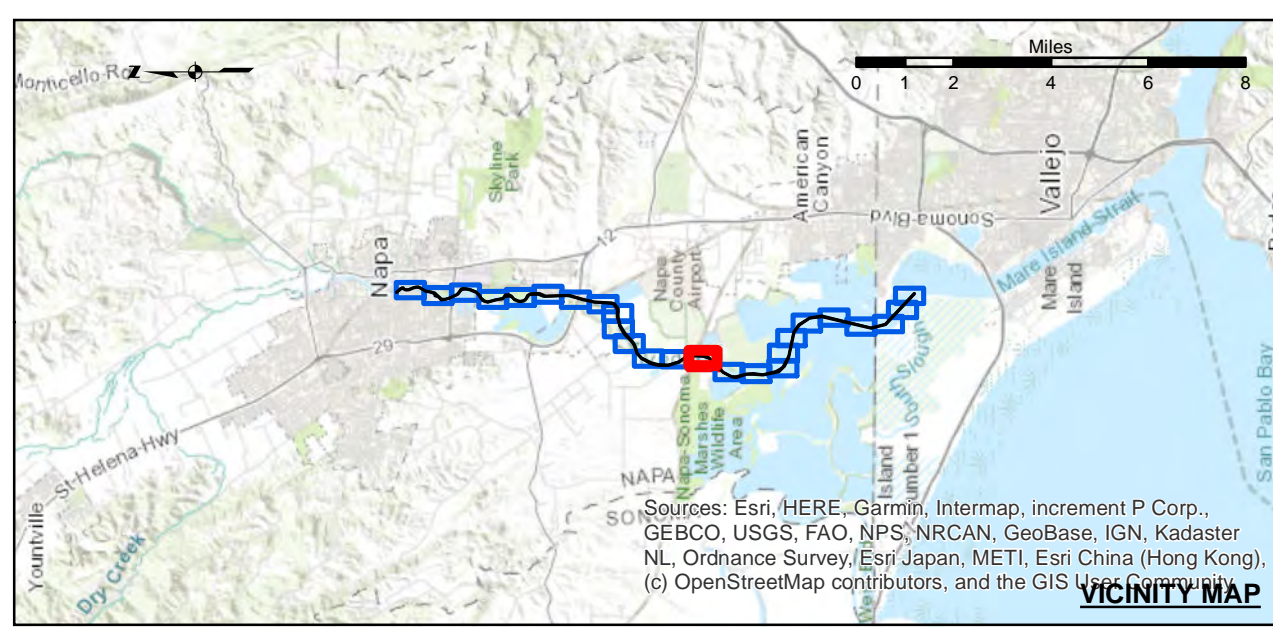 Miles
0 1 2 4 6 8
Monticello-Rd
Z
Skyline
Park
American
Canyon
Vallejo
Sonoma Blvd
Mare Island Strait
Napa
12
Napa
County
Airport
Mare
Island
29
South Slough
San Pablo Bay
Napa-Sonoma
Marshes
Wildlife
Area
St-Helena-Hwy
NAPA
SONOMA
Island
Number 1
Yountville
Dry Creek
Sources: Esri, HERE, Garmin, Intermap, increment P Corp.,
GEBCO, USGS, FAO, NPS, NRCAN, GeoBase, IGN, Kadaster
NL, Ordnance Survey, Esri Japan, METI, Esri China (Hong Kong),
(c) OpenStreetMap contributors, and the GIS User Community
VICINITY MAP